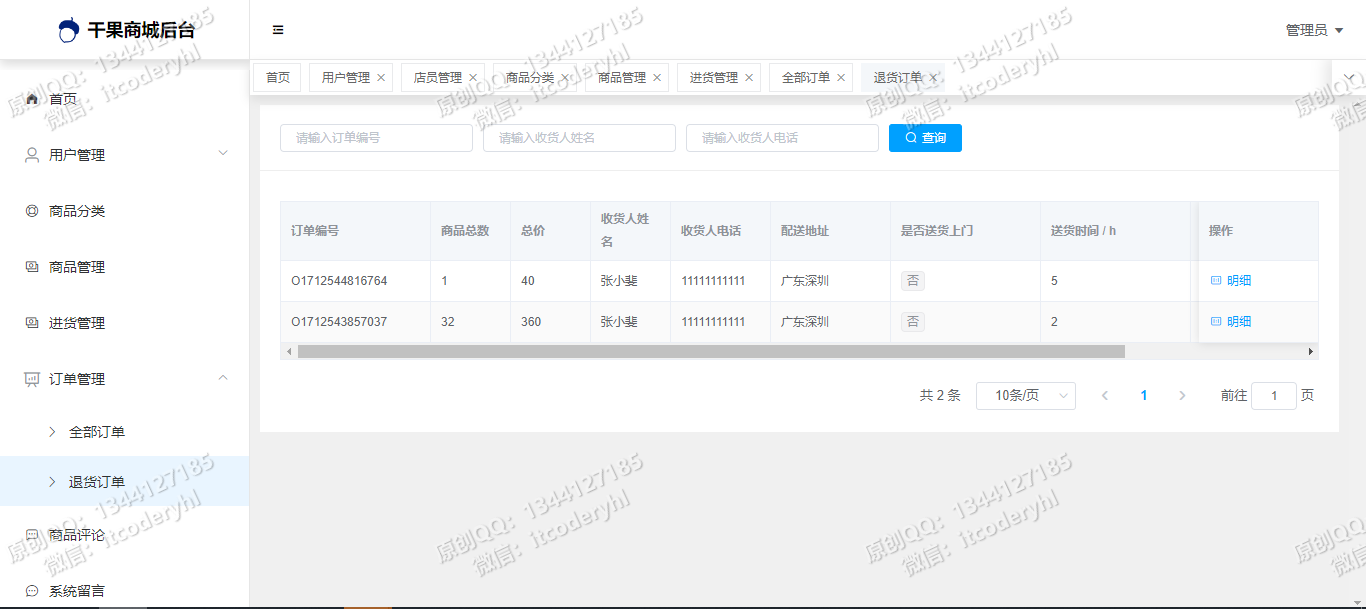 干果商城后台
管理员
首页 用户管理 店员管理 商品分类 商品管理 进货管理 全部订单 退货订单
首页
用户管理
商品分类
商品管理
进货管理
订单管理
全部订单
退货订单
商品评论
系统留言
请输入订单编号 请输入收货人姓名 请输入收货人电话 查询
订单编号 商品总数 总价 收货人姓名 收货人电话 配送地址 是否送货上门 送货时间 / h 操作
O1712544816764 1 40 张小斐 11111111111 广东深圳 否 5 明细
O1712543857037 32 360 张小斐 11111111111 广东深圳 否 2 明细
共 2 条 10条/页 1 前往 1 页
原创QQ：1344127185
微信：itcoderyhl
原创QQ：1344127185
微信：itcoderyhl
原创QQ：1344127185
微信：itcoderyhl
原创QQ
微信
原创QQ：1344127185
微信：itcoderyhl
原创QQ：1344127185
微信：itcoderyhl
原创QQ：1344127185
微信：itcoderyhl
原创QQ
微信